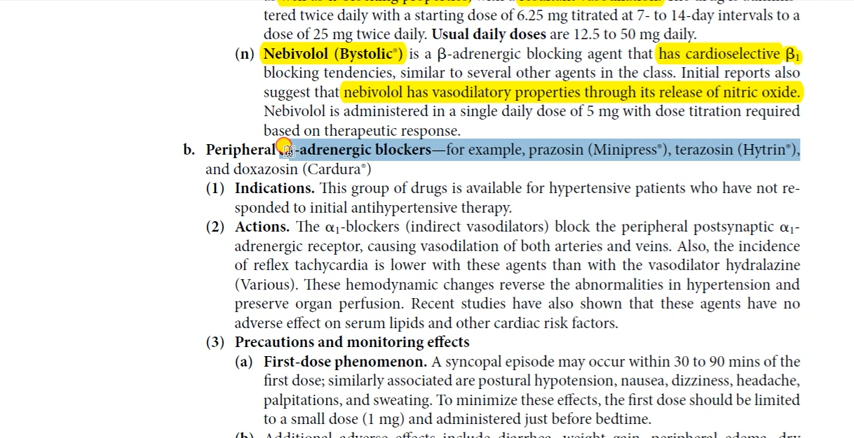 tered twice daily with a starting dose of 6.25 mg titrated at 7- to 14-day intervals to a
dose of 25 mg twice daily. Usual daily doses are 12.5 to 50 mg daily.
(n) Nebivolol (Bystolic®) is a β-adrenergic blocking agent that has cardioselective β₁
blocking tendencies, similar to several other agents in the class. Initial reports also
suggest that nebivolol has vasodilatory properties through its release of nitric oxide.
Nebivolol is administered in a single daily dose of 5 mg with dose titration required
based on therapeutic response.
b. Peripheral -adrenergic blockers—for example, prazosin (Minipress®), terazosin (Hytrin®),
and doxazosin (Cardura®)
(1) Indications. This group of drugs is available for hypertensive patients who have not re-
sponded to initial antihypertensive therapy.
(2) Actions. The α₁-blockers (indirect vasodilators) block the peripheral postsynaptic α₁-
adrenergic receptor, causing vasodilation of both arteries and veins. Also, the incidence
of reflex tachycardia is lower with these agents than with the vasodilator hydralazine
(Various). These hemodynamic changes reverse the abnormalities in hypertension and
preserve organ perfusion. Recent studies have also shown that these agents have no
adverse effect on serum lipids and other cardiac risk factors.
(3) Precautions and monitoring effects
(a) First-dose phenomenon. A syncopal episode may occur within 30 to 90 mins of the
first dose; similarly associated are postural hypotension, nausea, dizziness, headache,
palpitations, and sweating. To minimize these effects, the first dose should be limited
to a small dose (1 mg) and administered just before bedtime.